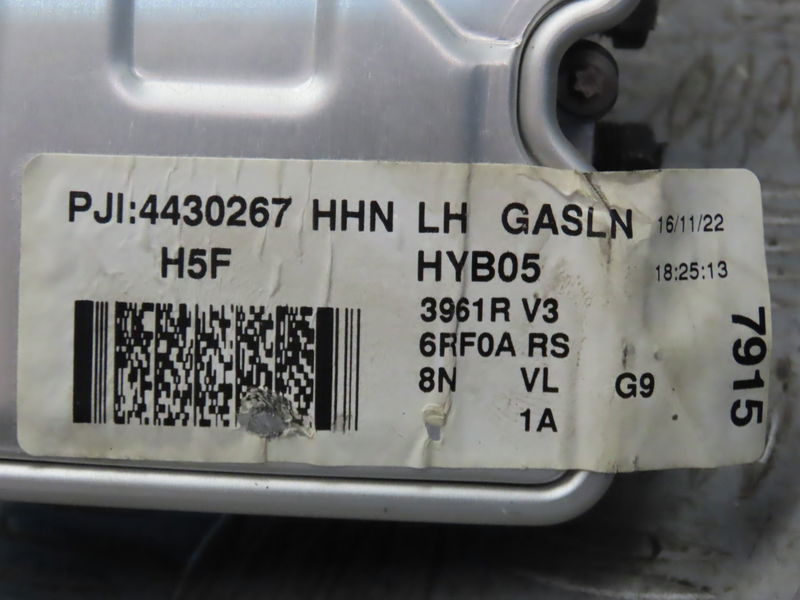 PJI:4430267 HHN LH GASLN 16/11/22
H5F HYB05 18:25:13
3961R V3
6RF0A RS
8N VL G9
1A
7915